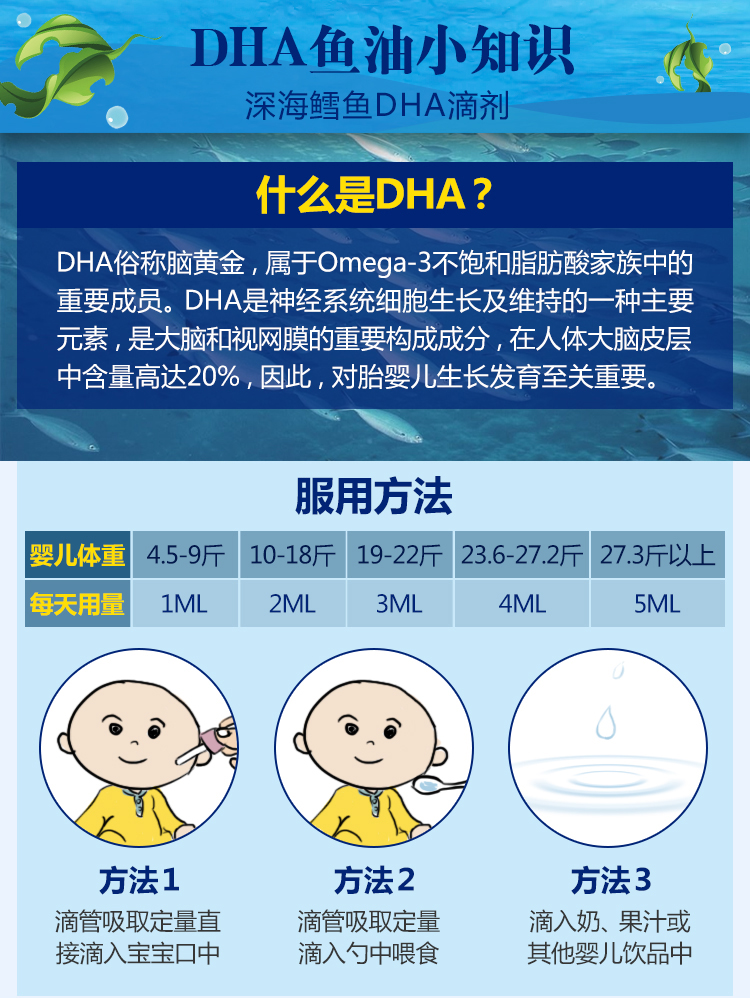 DHA鱼油小知识
深海鳕鱼DHA滴剂
什么是DHA？
DHA俗称脑黄金，属于Omega-3不饱和脂肪酸家族中的
重要成员。DHA是神经系统细胞生长及维持的一种主要
元素，是大脑和视网膜的重要构成成分，在人体大脑皮层
中含量高达20%，因此，对胎婴儿生长发育至关重要。
服用方法
婴儿体重 4.5-9斤 10-18斤 19-22斤 23.6-27.2斤 27.3斤以上
每天用量 1ML 2ML 3ML 4ML 5ML
方法1 方法2 方法3
滴管吸取定量直 滴管吸取定量 滴入奶、果汁或
接滴入宝宝口中 滴入勺中喂食 其他婴儿饮品中